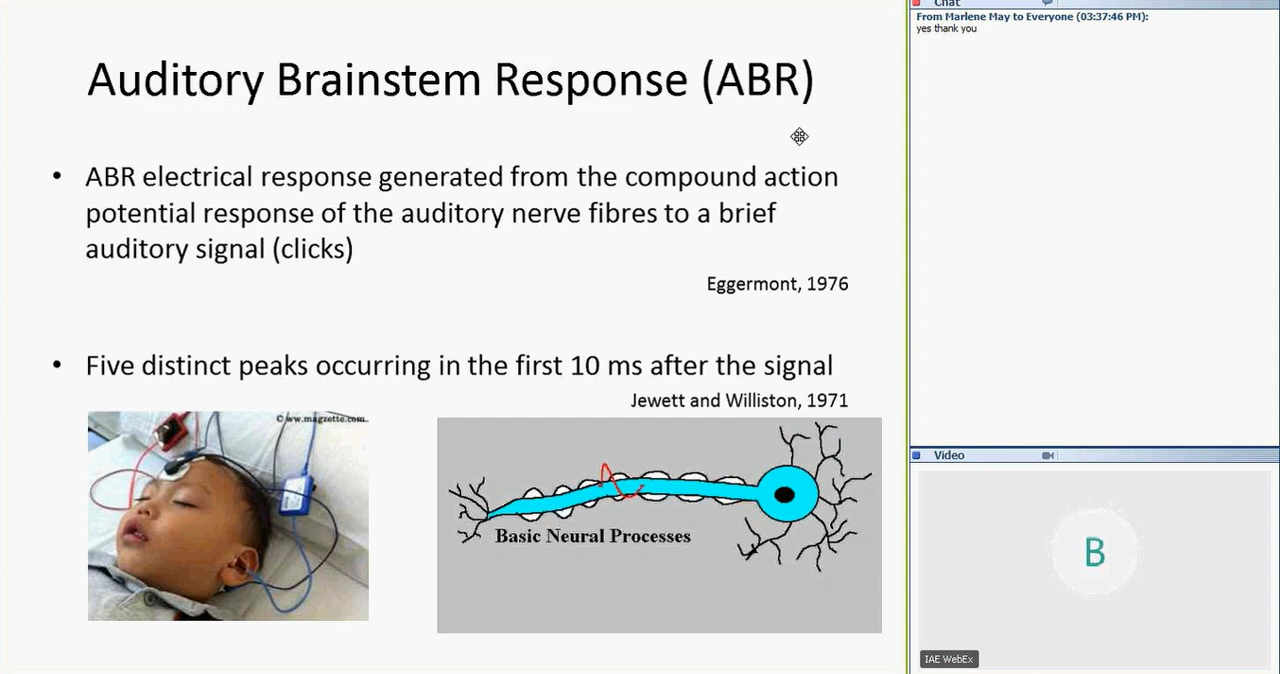 Auditory Brainstem Response (ABR)
• ABR electrical response generated from the compound action
potential response of the auditory nerve fibres to a brief
auditory signal (clicks)
Eggermont, 1976
• Five distinct peaks occurring in the first 10 ms after the signal
Jewett and Williston, 1971
© www.magzette.com
Basic Neural Processes
Chat
From Marlene May to Everyone (03:37:46 PM):
yes thank you
Video
B
IAE WebEx